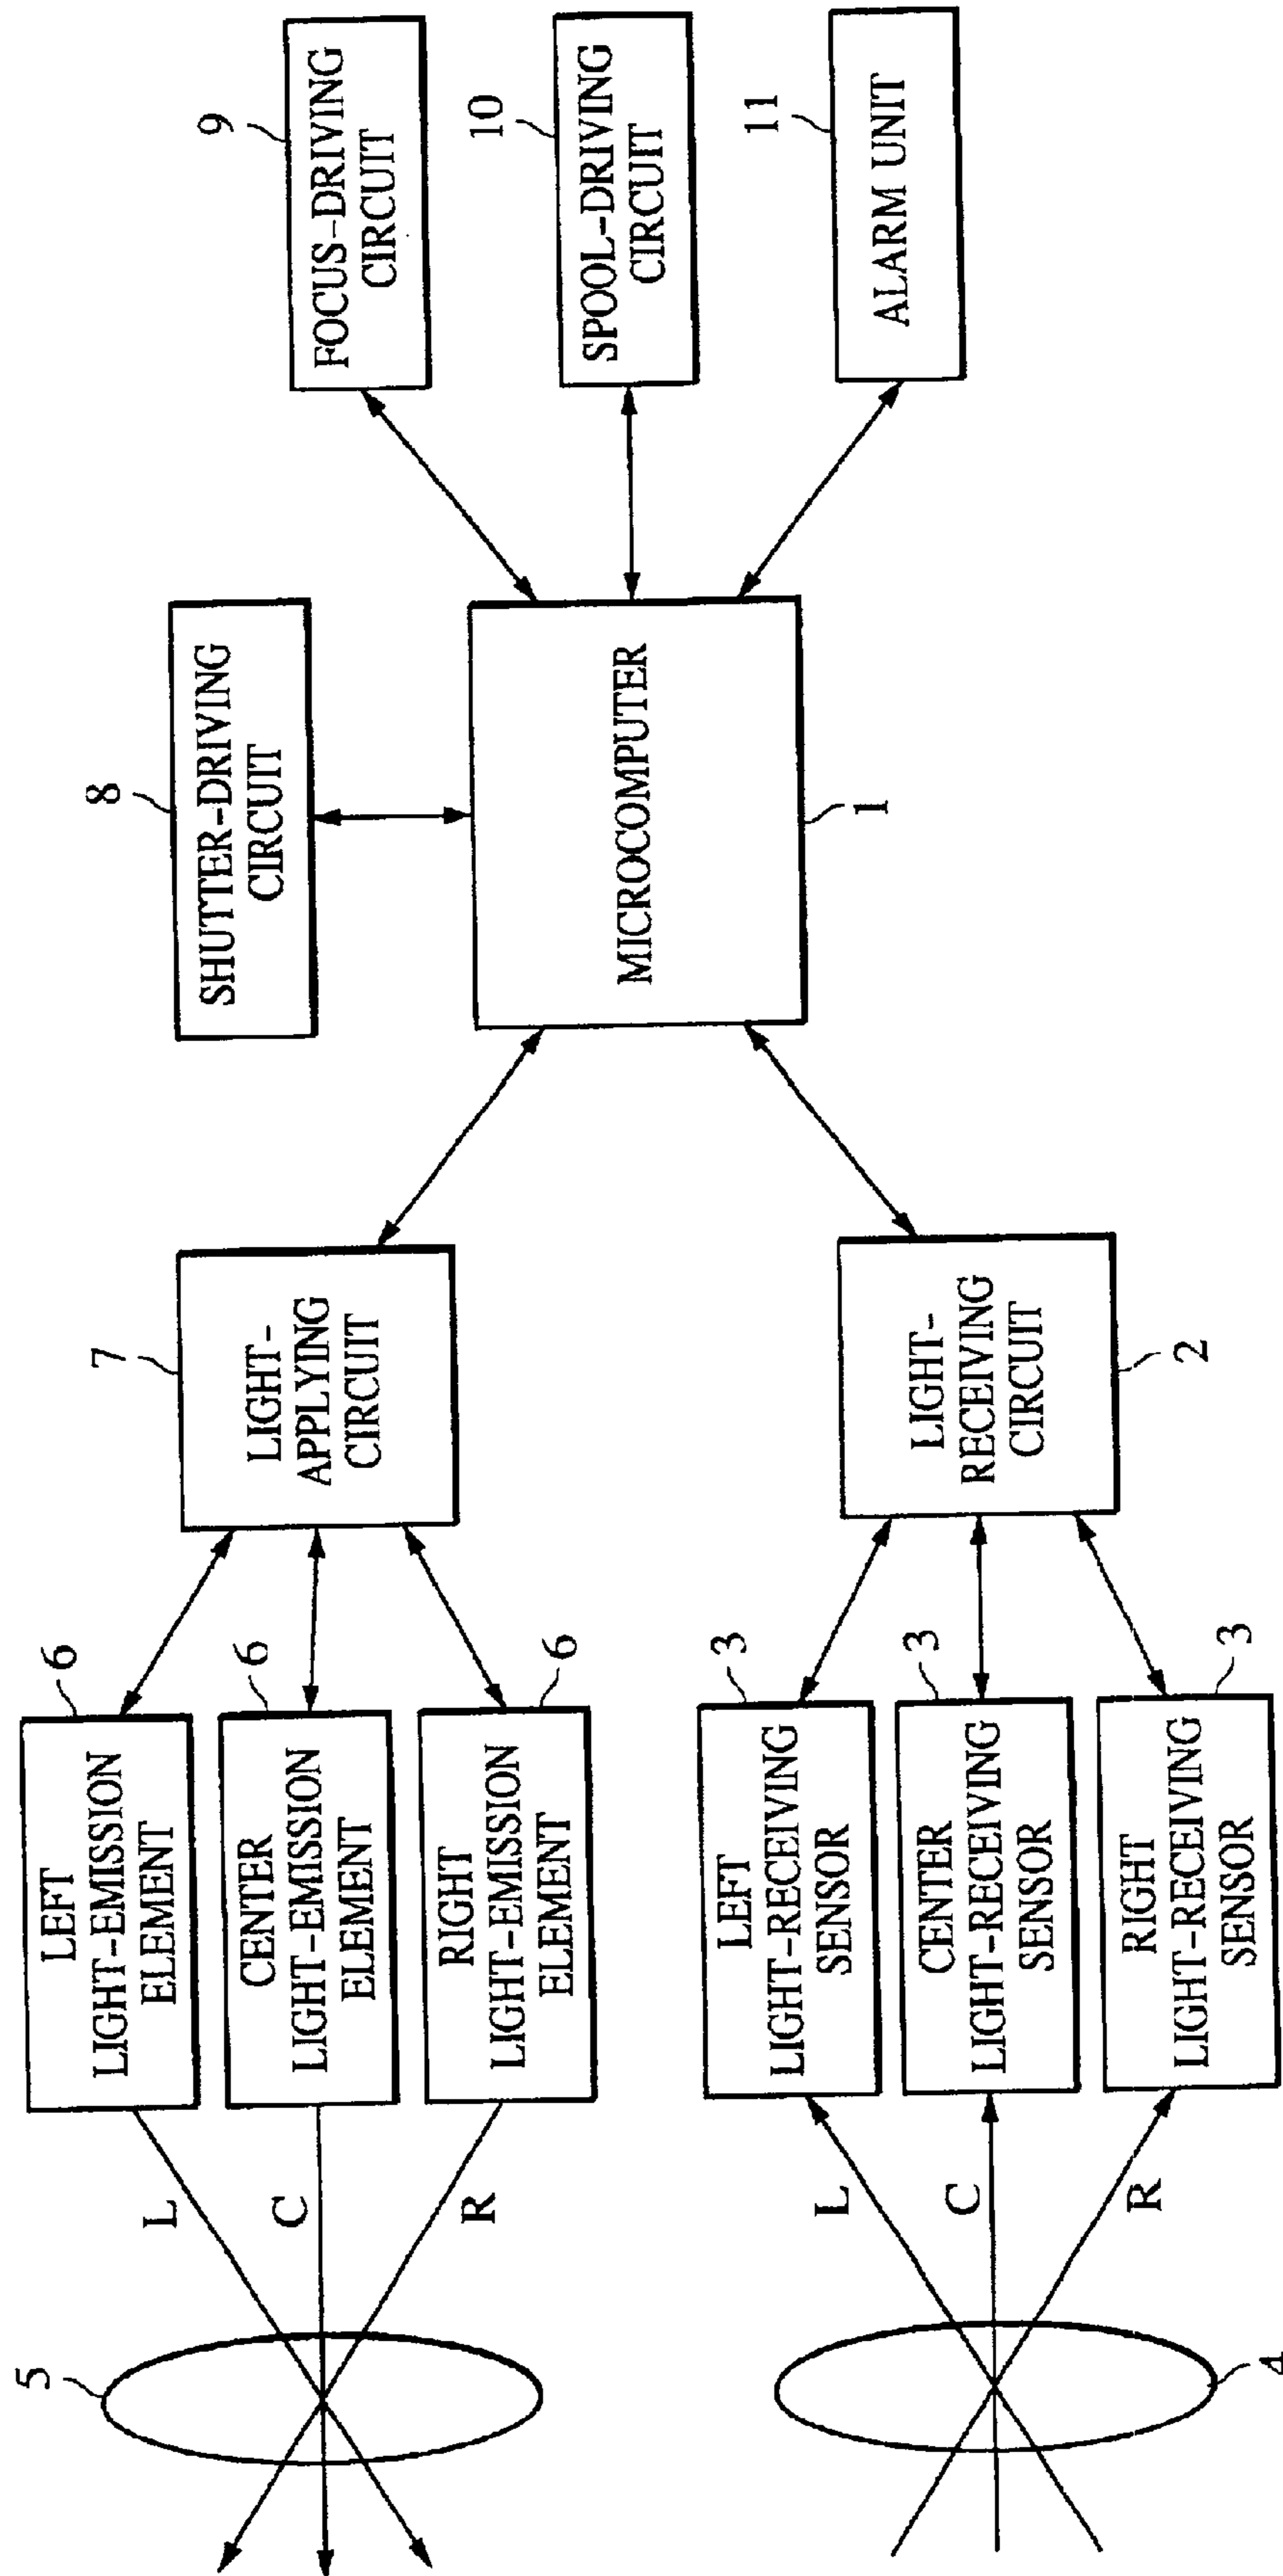 5
L
C
R
6
LEFT
LIGHT-EMISSION
ELEMENT
6
CENTER
LIGHT-EMISSION
ELEMENT
6
RIGHT
LIGHT-EMISSION
ELEMENT
7
LIGHT-
APPLYING
CIRCUIT
8
SHUTTER-DRIVING
CIRCUIT
MICROCOMPUTER
1
9
FOCUS-DRIVING
CIRCUIT
10
SPOOL-DRIVING
CIRCUIT
11
ALARM UNIT
4
L
C
R
3
LEFT
LIGHT-RECEIVING
SENSOR
3
CENTER
LIGHT-RECEIVING
SENSOR
3
RIGHT
LIGHT-RECEIVING
SENSOR
LIGHT-
RECEIVING
CIRCUIT
2